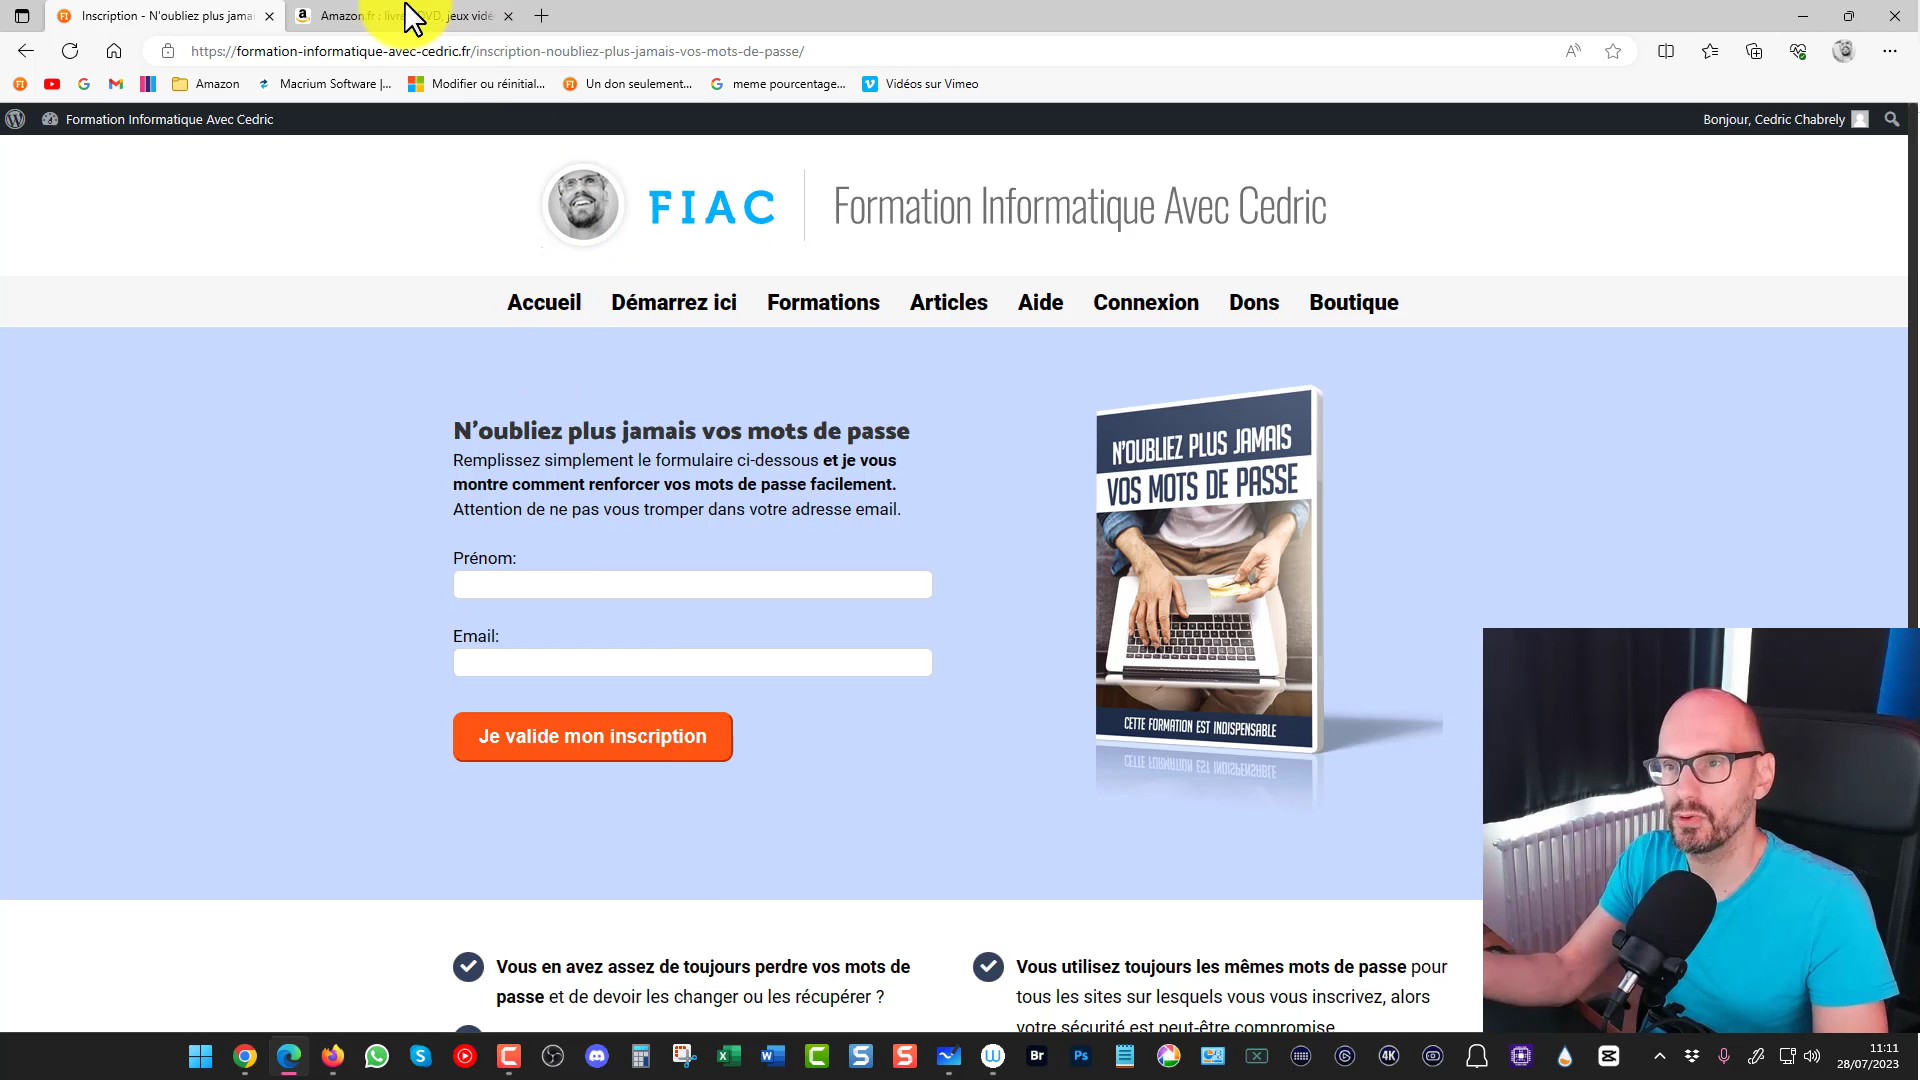 Inscription - N'oubliez plus jama
Amazon.fr : livre DVD, jeux vidé
https://formation-informatique-avec-cedric.fr/inscription-noubliez-plus-jamais-vos-mots-de-passe/
Amazon
Macrium Software |...
Modifier ou réinitial...
Un don seulement...
meme pourcentage...
Vidéos sur Vimeo
Formation Informatique Avec Cedric
Bonjour, Cedric Chabrely
FIAC
Formation Informatique Avec Cedric
Accueil Démarrez ici Formations Articles Aide Connexion Dons Boutique
N'oubliez plus jamais vos mots de passe
Remplissez simplement le formulaire ci-dessous et je vous
montre comment renforcer vos mots de passe facilement.
Attention de ne pas vous tromper dans votre adresse email.
Prénom:
Email:
Je valide mon inscription
N'OUBLIEZ PLUS JAMAIS
VOS MOTS DE PASSE
CETTE FORMATION EST INDISPENSABLE
Vous en avez assez de toujours perdre vos mots de
passe et de devoir les changer ou les récupérer ?
Vous utilisez toujours les mêmes mots de passe pour
tous les sites sur lesquels vous vous inscrivez, alors
votre sécurité est peut-être compromise
11:11
28/07/2023